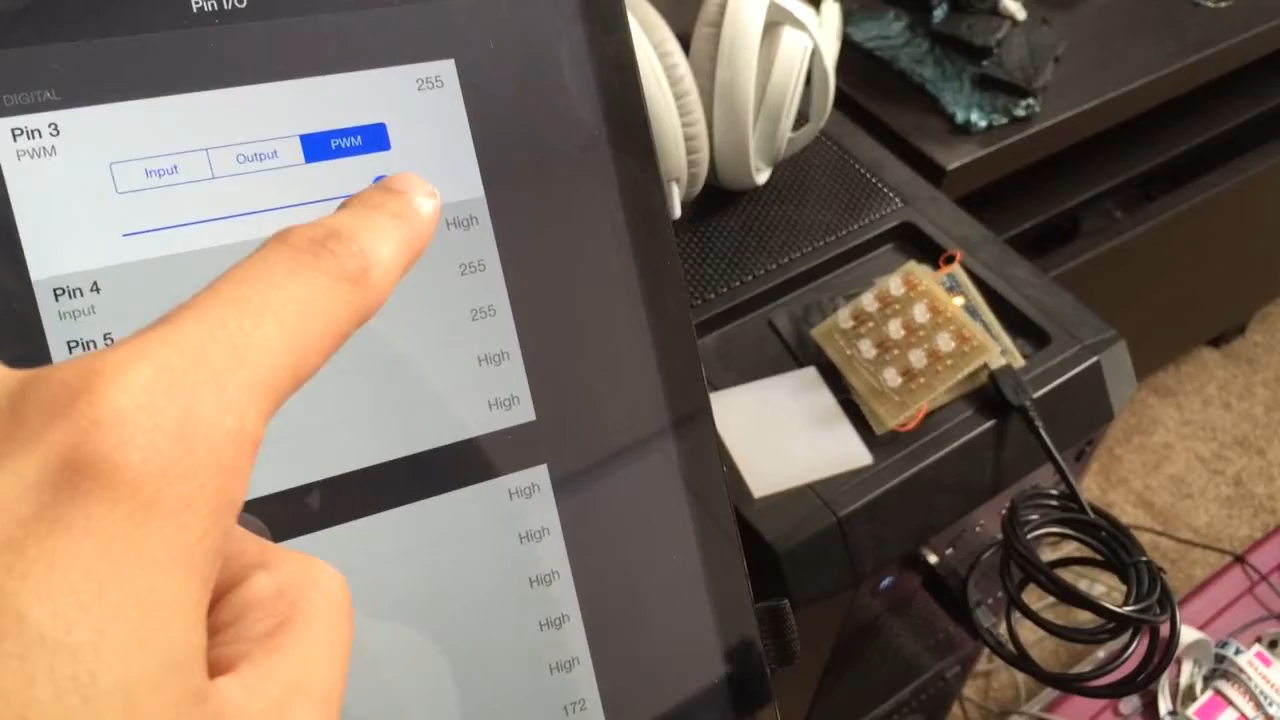 Pin I/O
DIGITAL
255
Pin 3
PWM
Input Output PWM
High
Pin 4
Input
255
Pin 5
255
High
High
High
High
High
High
High
172